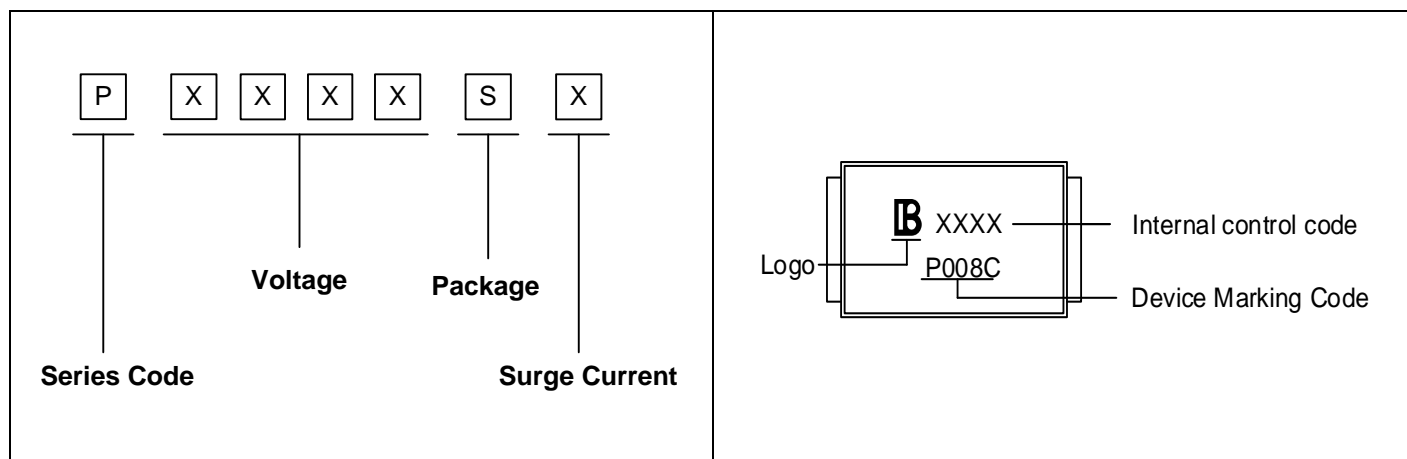 P X X X X S X
Voltage
Package
Series Code
Surge Current
B XXXX
Internal control code
Logo
P008C
Device Marking Code